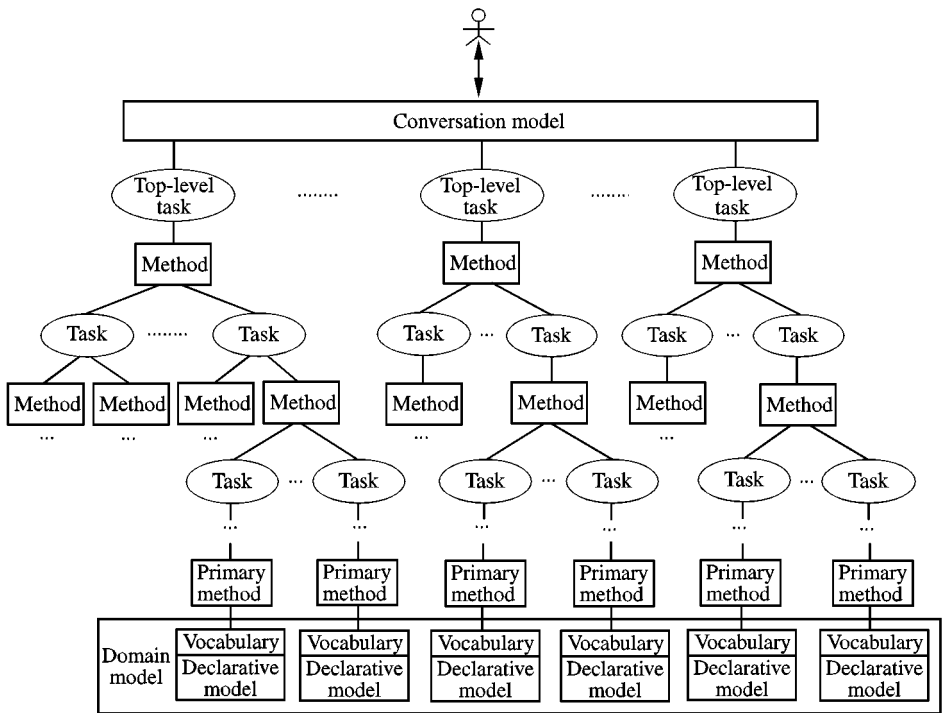 Conversation model
Top-level
task
........
Top-level
task
........
Top-level
task
Method
Method
Method
Task
........
Task
Task
...
Task
Task
...
Task
Method
Method
Method
Method
Method
Method
Method
Method
...
...
...
...
...
Task
...
Task
Task
...
Task
Task
...
Task
...
...
...
...
...
...
Primary
method
Primary
method
Primary
method
Primary
method
Primary
method
Primary
method
Domain
model
Vocabulary
Declarative
model
Vocabulary
Declarative
model
Vocabulary
Declarative
model
Vocabulary
Declarative
model
Vocabulary
Declarative
model
Vocabulary
Declarative
model